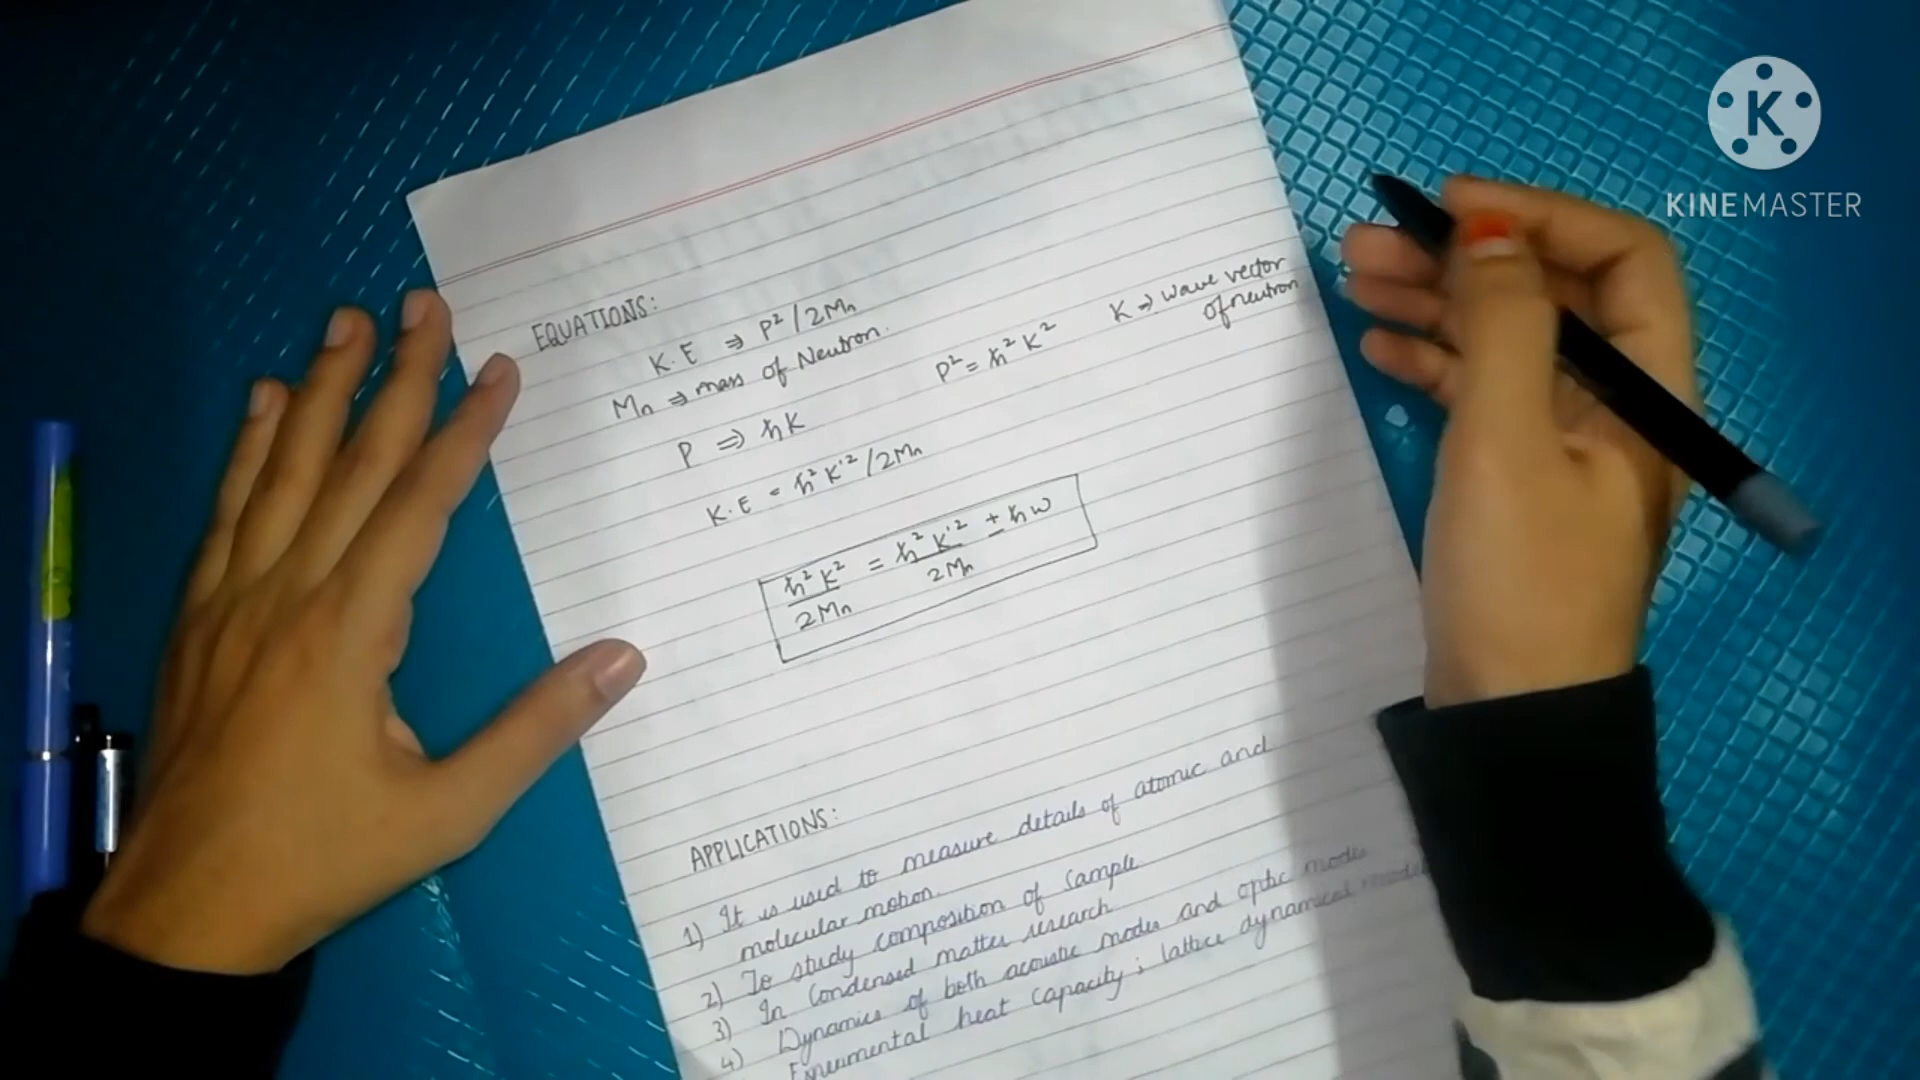 K
KINEMASTER
EQUATIONS:
K.E ⇒ P² / 2Mn
Mn ⇒ mass of Neutron.
P ⇒ ħK
P² = ħ² K²
K ⇒ wave vector
of neutron
K.E = ħ² K'² / 2Mn
ħ² K² / 2Mn = ħ² K'² / 2Mn ± ħω
APPLICATIONS:
1) It is used to measure details of atomic and
molecular motion.
2) To study composition of sample
3) In Condensed matter research
4) Dynamics of both acoustic modes and optic modes
Experimental heat capacity; lattice dynamical